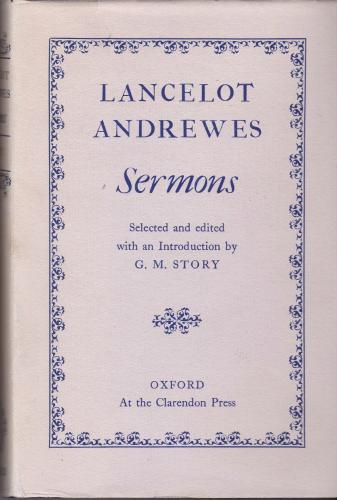 LANCELOT
ANDREWES
Sermons
Selected and edited
with an Introduction by
G. M. STORY
OXFORD
At the Clarendon Press